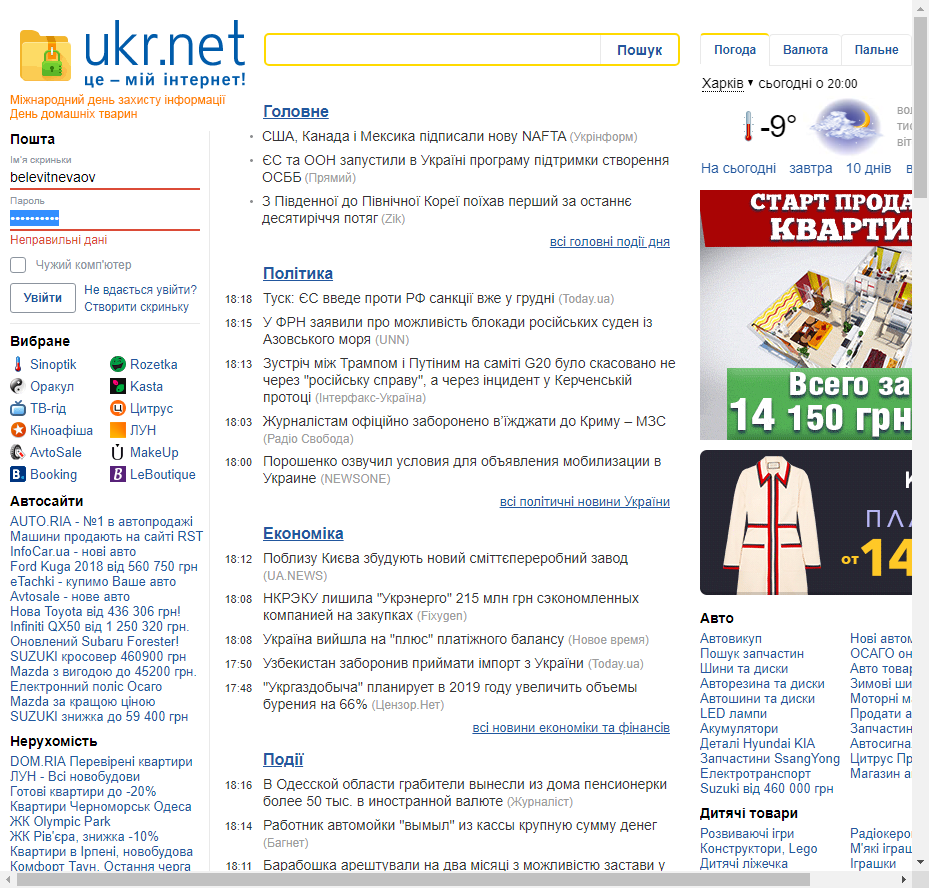 ukr.net
це – мій інтернет!
Міжнародний день захисту інформації
День домашніх тварин
Пошта
Ім'я скриньки
belevitnevaov
Пароль
••••••••••
Неправильні дані
Чужий комп'ютер
Увійти
Не вдається увійти?
Створити скриньку
Вибране
Sinoptik
Rozetka
Оракул
Kasta
ТВ-гід
Цитрус
Кіноафіша
ЛУН
AvtoSale
MakeUp
B. Booking
B LeBoutique
Автосайти
AUTO.RIA - №1 в автопродажі
Машини продають на сайті RST
InfoCar.ua - нові авто
Ford Kuga 2018 від 560 750 грн
eTachki - купимо Ваше авто
Avtosale - нове авто
Нова Toyota від 436 306 грн!
Infiniti QX50 від 1 250 320 грн.
Оновлений Subaru Forester!
SUZUKI кросовер 460900 грн
Mazda з вигодою до 45200 грн.
Електронний поліс Осаго
Mazda за кращою ціною
SUZUKI знижка до 59 400 грн
Нерухомість
DOM.RIA Перевірені квартири
ЛУН - Всі новобудови
Готові квартири до -20%
Квартири Черноморськ Одеса
ЖК Olympic Park
ЖК Рів'єра, знижка -10%
Квартири в Ірпені, новобудова
Комфорт Таун. Остання черга
Пошук
Головне
• США, Канада і Мексика підписали нову NAFTA (Укрінформ)
• ЄС та ООН запустили в Україні програму підтримки створення
ОСББ (Прямий)
• З Південної до Північної Кореї поїхав перший за останнє
десятиріччя потяг (Zik)
всі головні події дня
Політика
18:18 Туск: ЄС введе проти РФ санкції вже у грудні (Today.ua)
18:15 У ФРН заявили про можливість блокади російських суден із
Азовського моря (UNN)
18:13 Зустріч між Трампом і Путіним на саміті G20 було скасовано не
через "російську справу", а через інцидент у Керченській
протоці (Інтерфакс-Україна)
18:03 Журналістам офіційно заборонено в'їжджати до Криму – МЗС
(Радіо Свобода)
18:00 Порошенко озвучил условия для объявления мобилизации в
Украине (NEWSONE)
всі політичні новини України
Економіка
18:12 Поблизу Києва збудують новий сміттєпереробний завод
(UA.NEWS)
18:08 НКРЭКУ лишила "Укрэнерго" 215 млн грн сэкономленных
компанией на закупках (Fixygen)
18:08 Україна вийшла на "плюс" платіжного балансу (Новое время)
17:50 Узбекистан заборонив приймати імпорт з України (Today.ua)
17:48 "Укргаздобыча" планирует в 2019 году увеличить объемы
бурения на 66% (Цензор.Нет)
всі новини економіки та фінансів
Події
18:16 В Одесской области грабители вынесли из дома пенсионерки
более 50 тыс. в иностранной валюте (Журналіст)
18:14 Работник автомойки "вымыл" из кассы крупную сумму денег
(Багнет)
18:11 Барабошка арештували на два місяці з можливістю застави у
Погода Валюта Пальне
Харків ▾ сьогодні о 20:00
-9°
вол
тис
віт
На сьогодні завтра 10 днів в
СТАРТ ПРОДА
КВАРТИ
Всего за
14 150 грн
К
ПЛА
от 14
Авто
Автовикуп
Пошук запчастин
Шини та диски
Авторезина та диски
Автошини та диски
LED лампи
Акумулятори
Деталі Hyundai KIA
Запчастини SsangYong
Електротранспорт
Suzuki від 460 000 грн
Нові автом
ОСАГО он
Авто товар
Зимові ши
Моторні ма
Продати а
Запчастин
Автосигна
Цитрус Пр
Магазин а
Дитячі товари
Розвиваючі ігри
Конструктори, Lego
Дитячі ліжечка
Радіокеро
М'які іграш
Іграшки